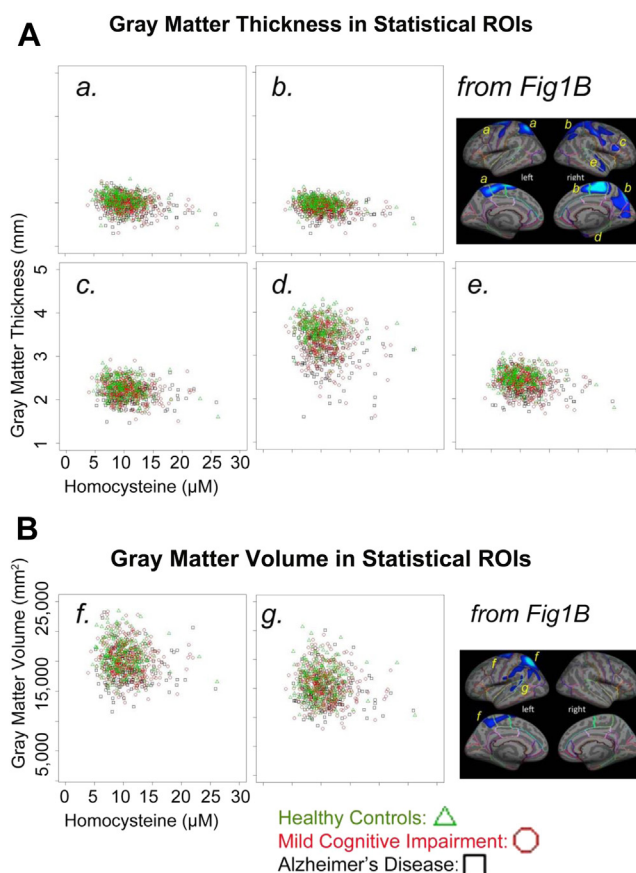 A
Gray Matter Thickness in Statistical ROIs
a.
b.
from Fig1B
a
a
b
c
e
left
right
a
b
b
d
Gray Matter Thickness (mm)
5
4
3
2
1
c.
d.
e.
0 5 10 15 20 25 30
Homocysteine (µM)
B
Gray Matter Volume in Statistical ROIs
Gray Matter Volume (mm²)
25,000
15,000
5,000
f.
g.
from Fig1B
f
f
g
left
right
f
0 5 10 15 20 25 30
Homocysteine (µM)
Healthy Controls:
Mild Cognitive Impairment:
Alzheimer's Disease: